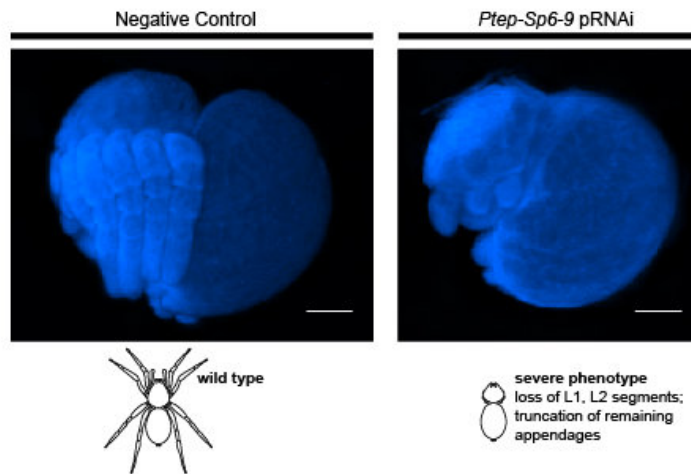 Negative Control
Ptep-Sp6-9 pRNAi
wild type
severe phenotype
loss of L1, L2 segments;
truncation of remaining
appendages